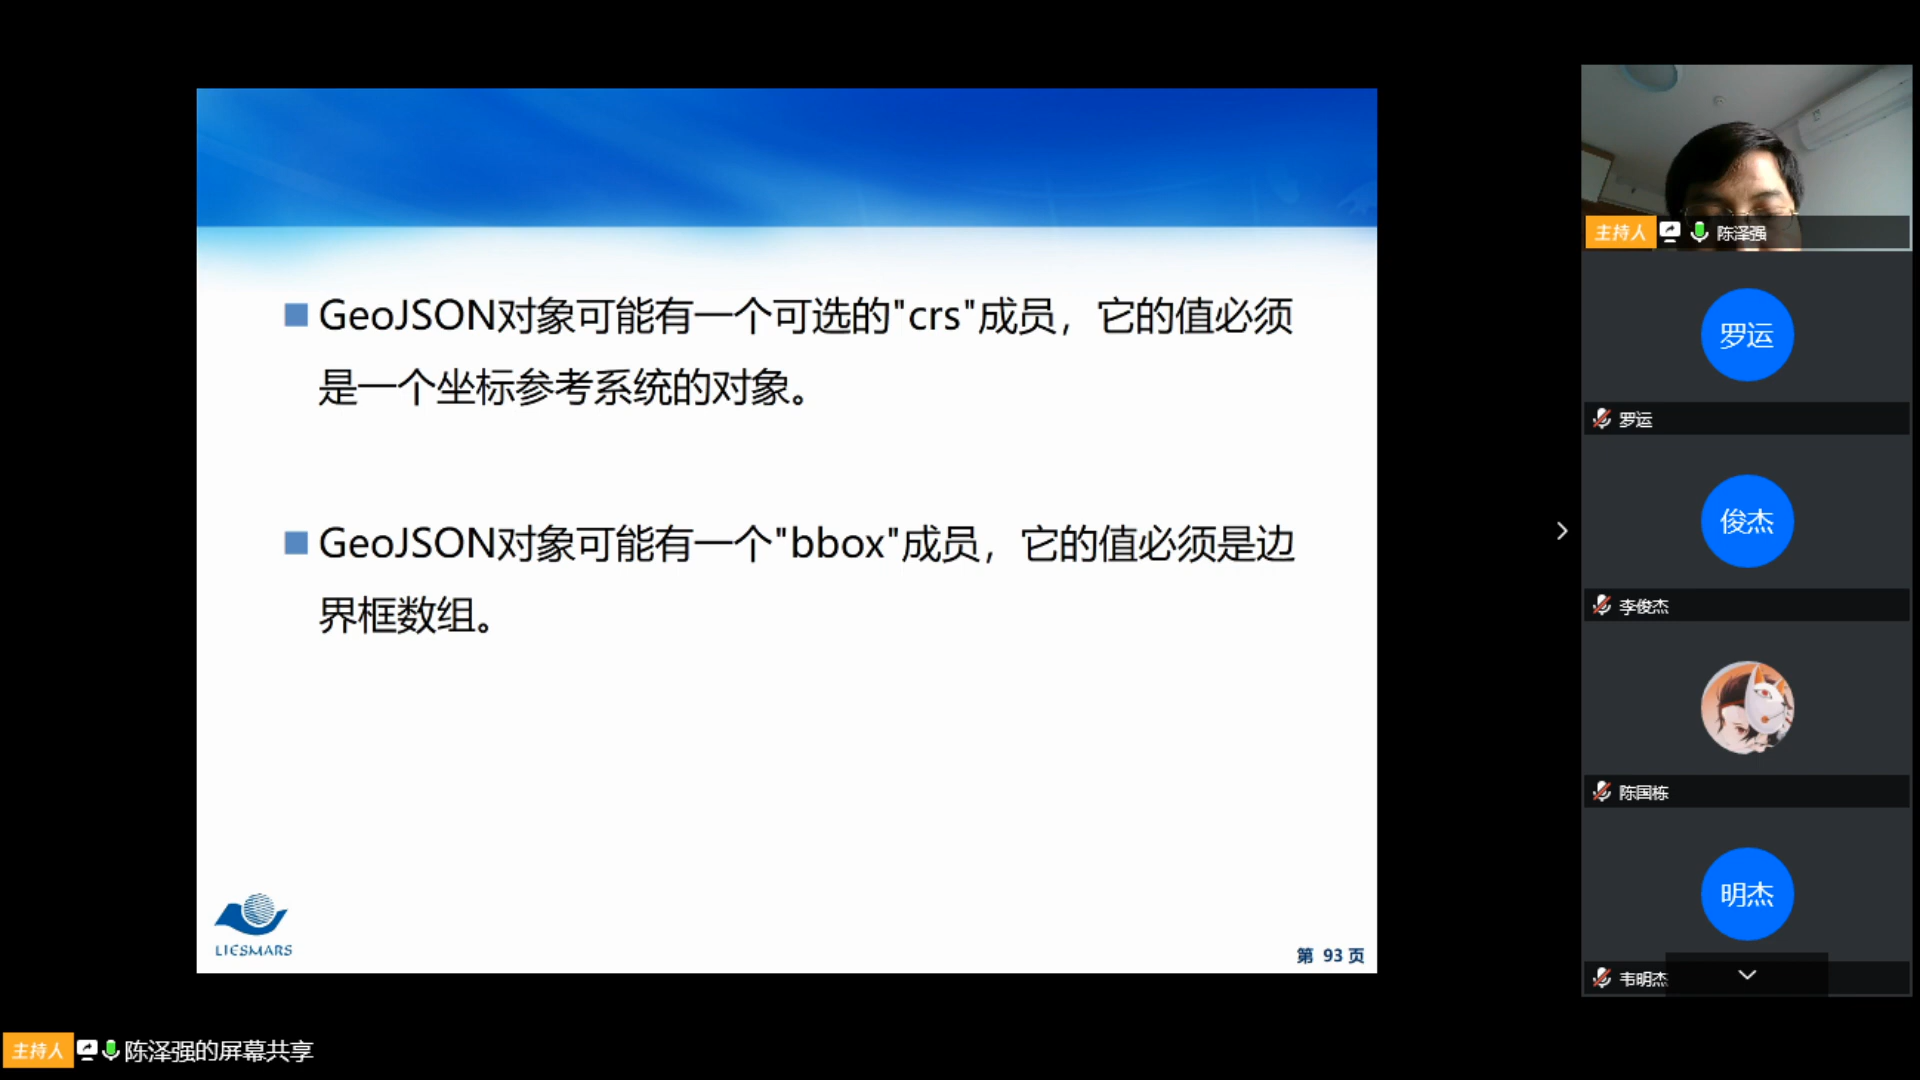 GeoJSON对象可能有一个可选的"crs"成员，它的值必须
是一个坐标参考系统的对象。
GeoJSON对象可能有一个"bbox"成员，它的值必须是边
界框数组。
LIESMARS
第 93 页
主持人 陈泽强
罗运
罗运
俊杰
李俊杰
陈国栋
明杰
韦明杰
主持人 陈泽强的屏幕共享